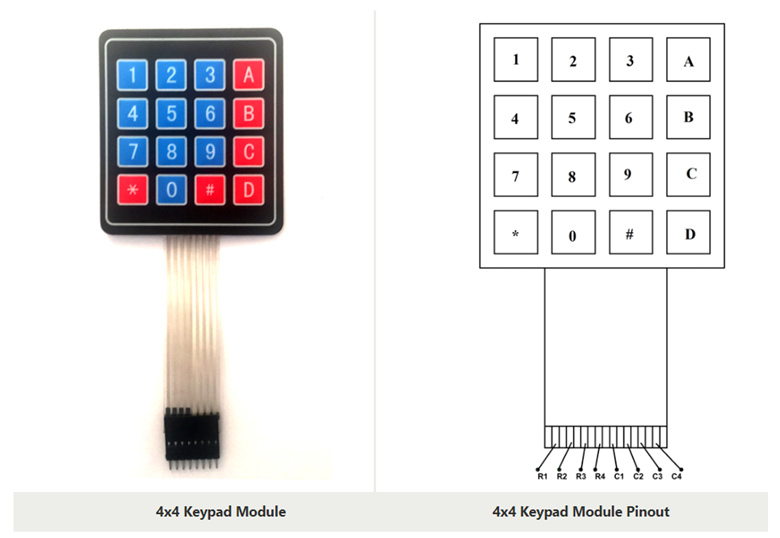 1 2 3 A
4 5 6 B
7 8 9 C
* 0 # D
1 2 3 A
4 5 6 B
7 8 9 C
* 0 # D
R1 R2 R3 R4 C1 C2 C3 C4
4x4 Keypad Module
4x4 Keypad Module Pinout